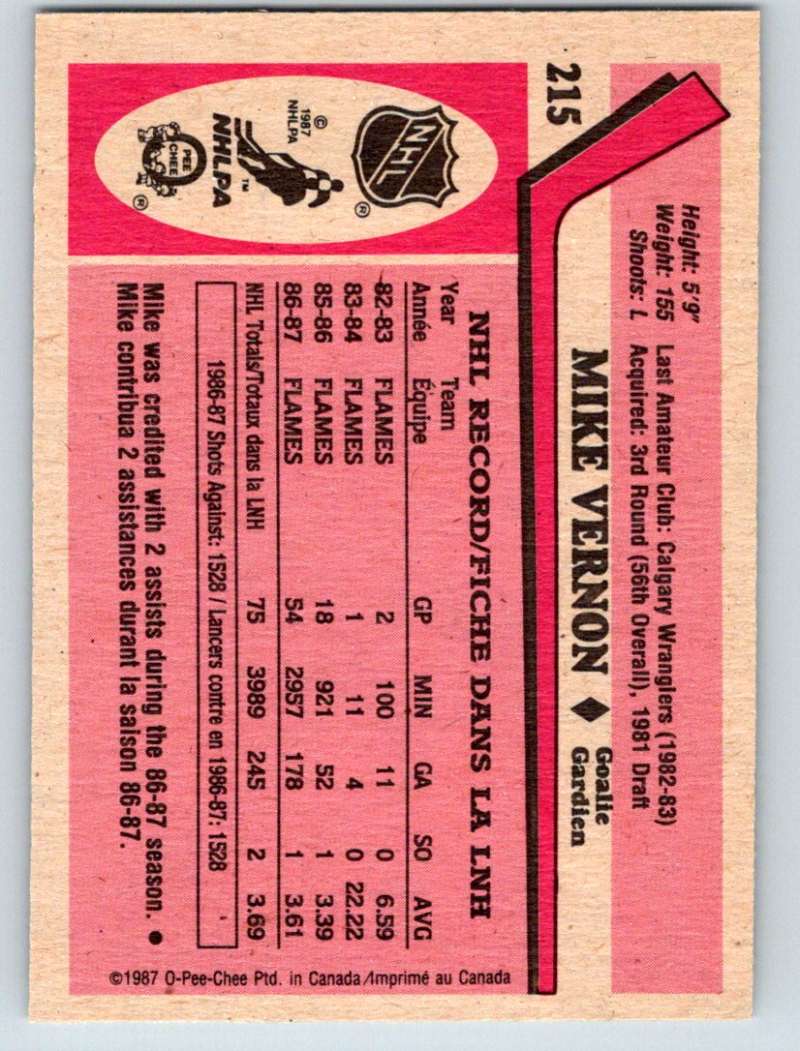 215
MIKE VERNON ◆ Goalie
Gardien
Height: 5'9" Last Amateur Club: Calgary Wranglers (1982-83)
Weight: 155 Acquired: 3rd Round (56th Overall), 1981 Draft
Shoots: L
NHL
®
NHLPA
™
©
1987
NHLPA
O
PEE
CHEE
®
NHL RECORD/FICHE DANS LA LNH
Year Team GP MIN GA SO AVG
Année Équipe
82-83 FLAMES 2 100 11 0 6.59
83-84 FLAMES 1 11 4 0 22.22
85-86 FLAMES 18 921 52 1 3.39
86-87 FLAMES 54 2957 178 1 3.61
NHL Totals/Totaux dans la LNH 75 3989 245 2 3.69
1986-87 Shots Against: 1528 / Lancers contre en 1986-87: 1528
Mike was credited with 2 assists during the 86-87 season. ●
Mike contribua 2 assistances durant la saison 86-87.
©1987 O-Pee-Chee Ptd. in Canada/Imprimé au Canada